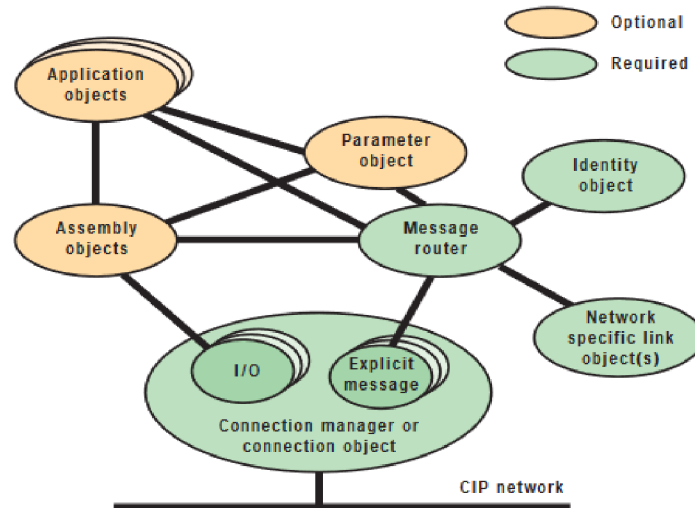 Optional
Required
Application
objects
Parameter
object
Identity
object
Assembly
objects
Message
router
Network
specific link
object(s)
I/O
Explicit
message
Connection manager or
connection object
CIP network